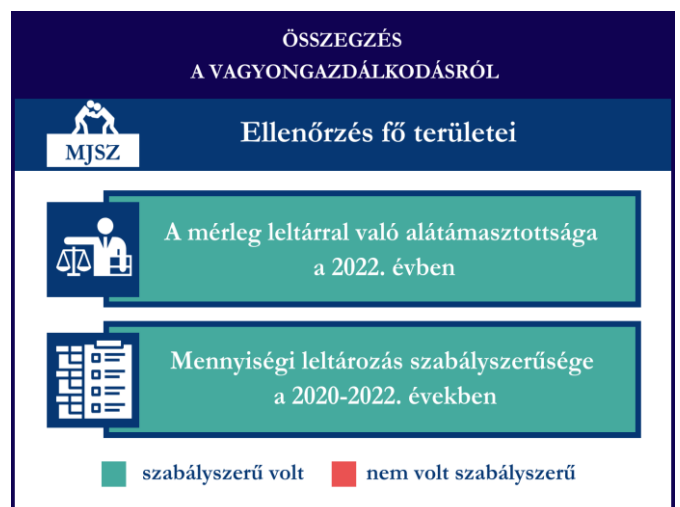 ÖSSZEGZÉS
A VAGYONGAZDÁLKODÁSRÓL
MJSZ
Ellenőrzés fő területei
A mérleg leltárral való alátámasztottsága
a 2022. évben
Mennyiségi leltározás szabályszerűsége
a 2020-2022. években
szabályszerű volt
nem volt szabályszerű